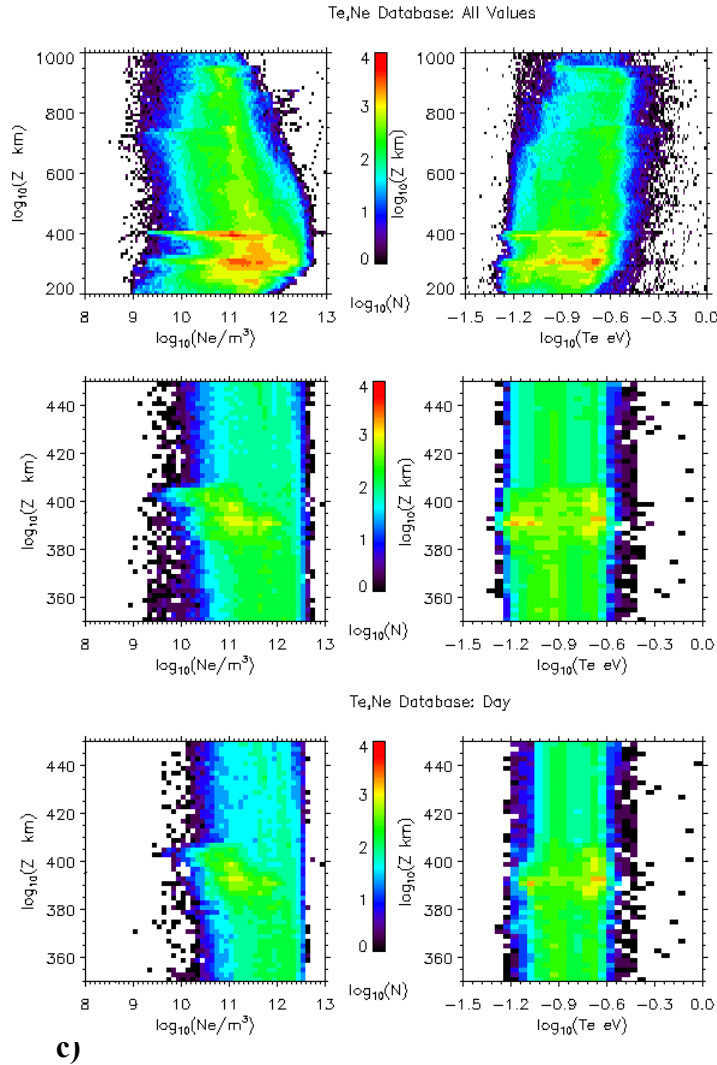 Te,Ne Database: All Values
1000
800
600
400
200
log10(Z km)
8 9 10 11 12 13
log10(Ne/m3)
4
3
2
1
0
log10(N}
1000
800
600
400
200
log10(Z km)
−1.5 −1.2 −0.9 −0.6 −0.3 0.0
log10(Te eV)
440
420
400
380
360
log10(Z km)
8 9 10 11 12 13
log10(Ne/m3)
4
3
2
1
0
log10(N}
440
420
400
380
360
log10(Z km)
−1.5 −1.2 −0.9 −0.6 −0.3 0.0
log10(Te eV)
Te,Ne Database: Day
440
420
400
380
360
log10(Z km)
8 9 10 11 12 13
log10(Ne/m3)
4
3
2
1
0
log10(N}
440
420
400
380
360
log10(Z km)
−1.5 −1.2 −0.9 −0.6 −0.3 0.0
log10(Te eV)
c)